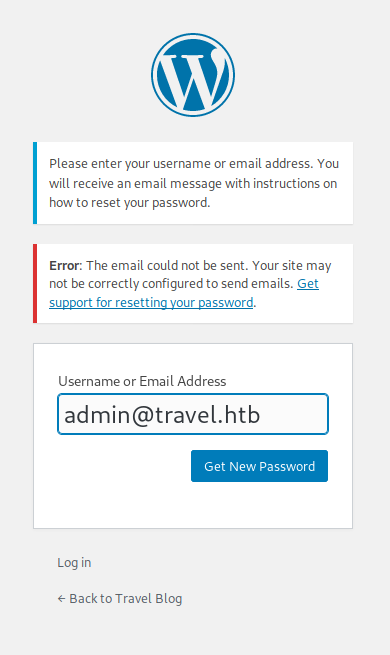 Please enter your username or email address. You
will receive an email message with instructions on
how to reset your password.
Error: The email could not be sent. Your site may
not be correctly configured to send emails. Get
support for resetting your password.
Username or Email Address
admin@travel.htb
Get New Password
Log in
← Back to Travel Blog